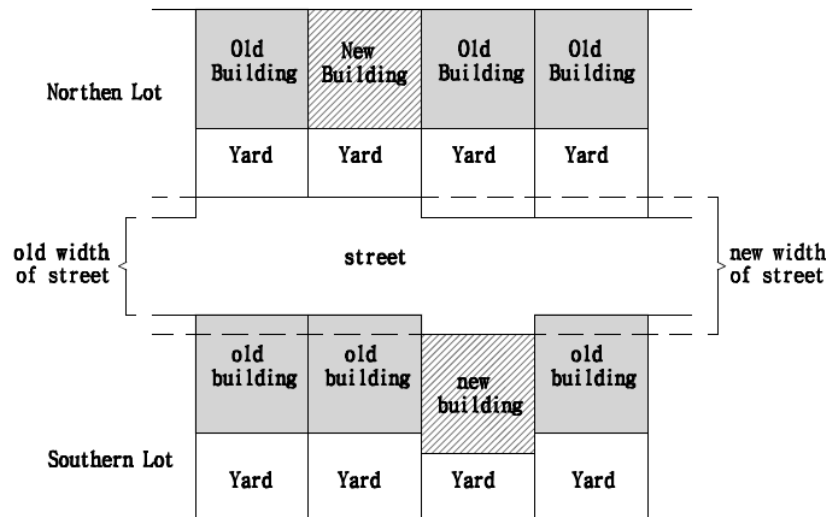 Old
Building
New
Building
Old
Building
Old
Building
Northen Lot
Yard
Yard
Yard
Yard
old width
of street
street
new width
of street
old
building
old
building
new
building
old
building
Southern Lot
Yard
Yard
Yard
Yard